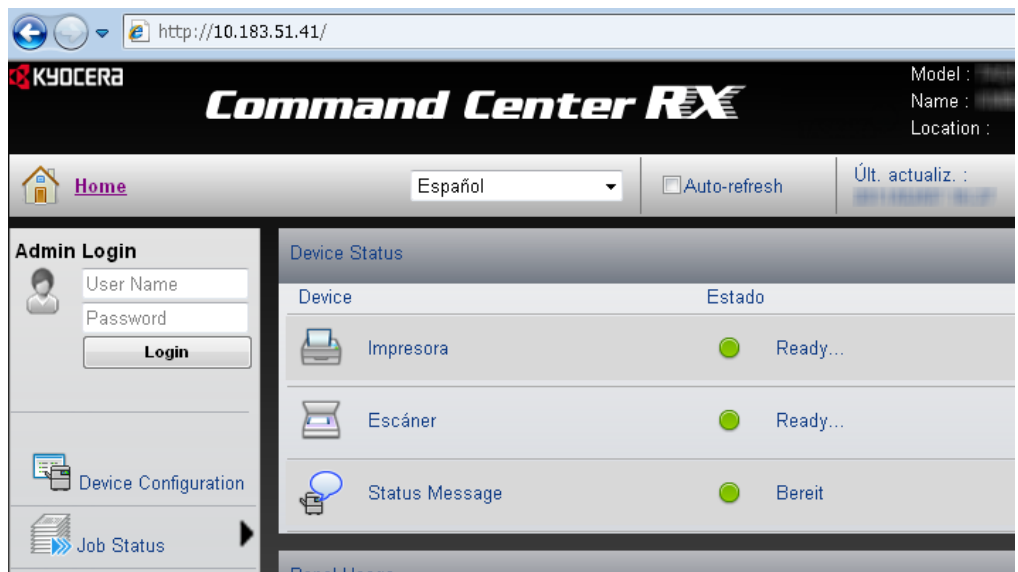 http://10.183.51.41/
KYOCERA
Command Center RX
Model :
Name :
Location :
Home
Español
Auto-refresh
Últ. actualiz. :
Admin Login
User Name
Password
Login
Device Configuration
Job Status
Device Status
Device Estado
Impresora Ready...
Escáner Ready...
Status Message Bereit